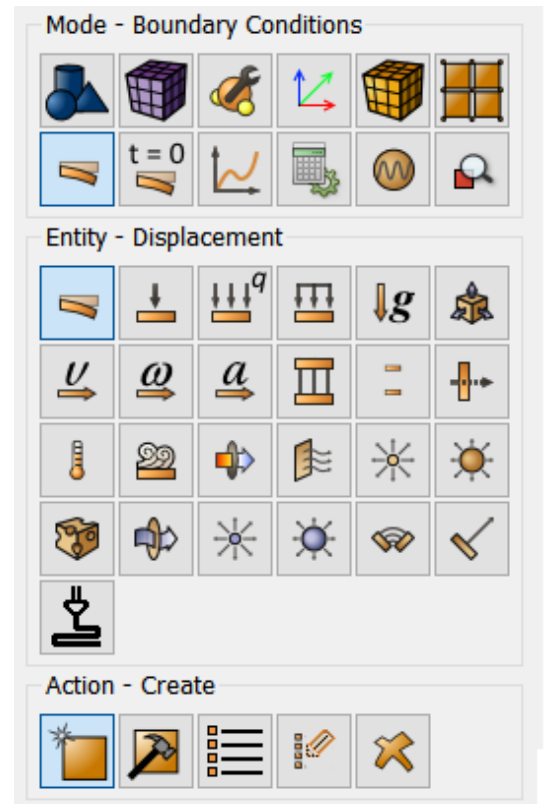 Mode - Boundary Conditions
t = 0
Entity - Displacement
q
g
υ ω a
Action - Create